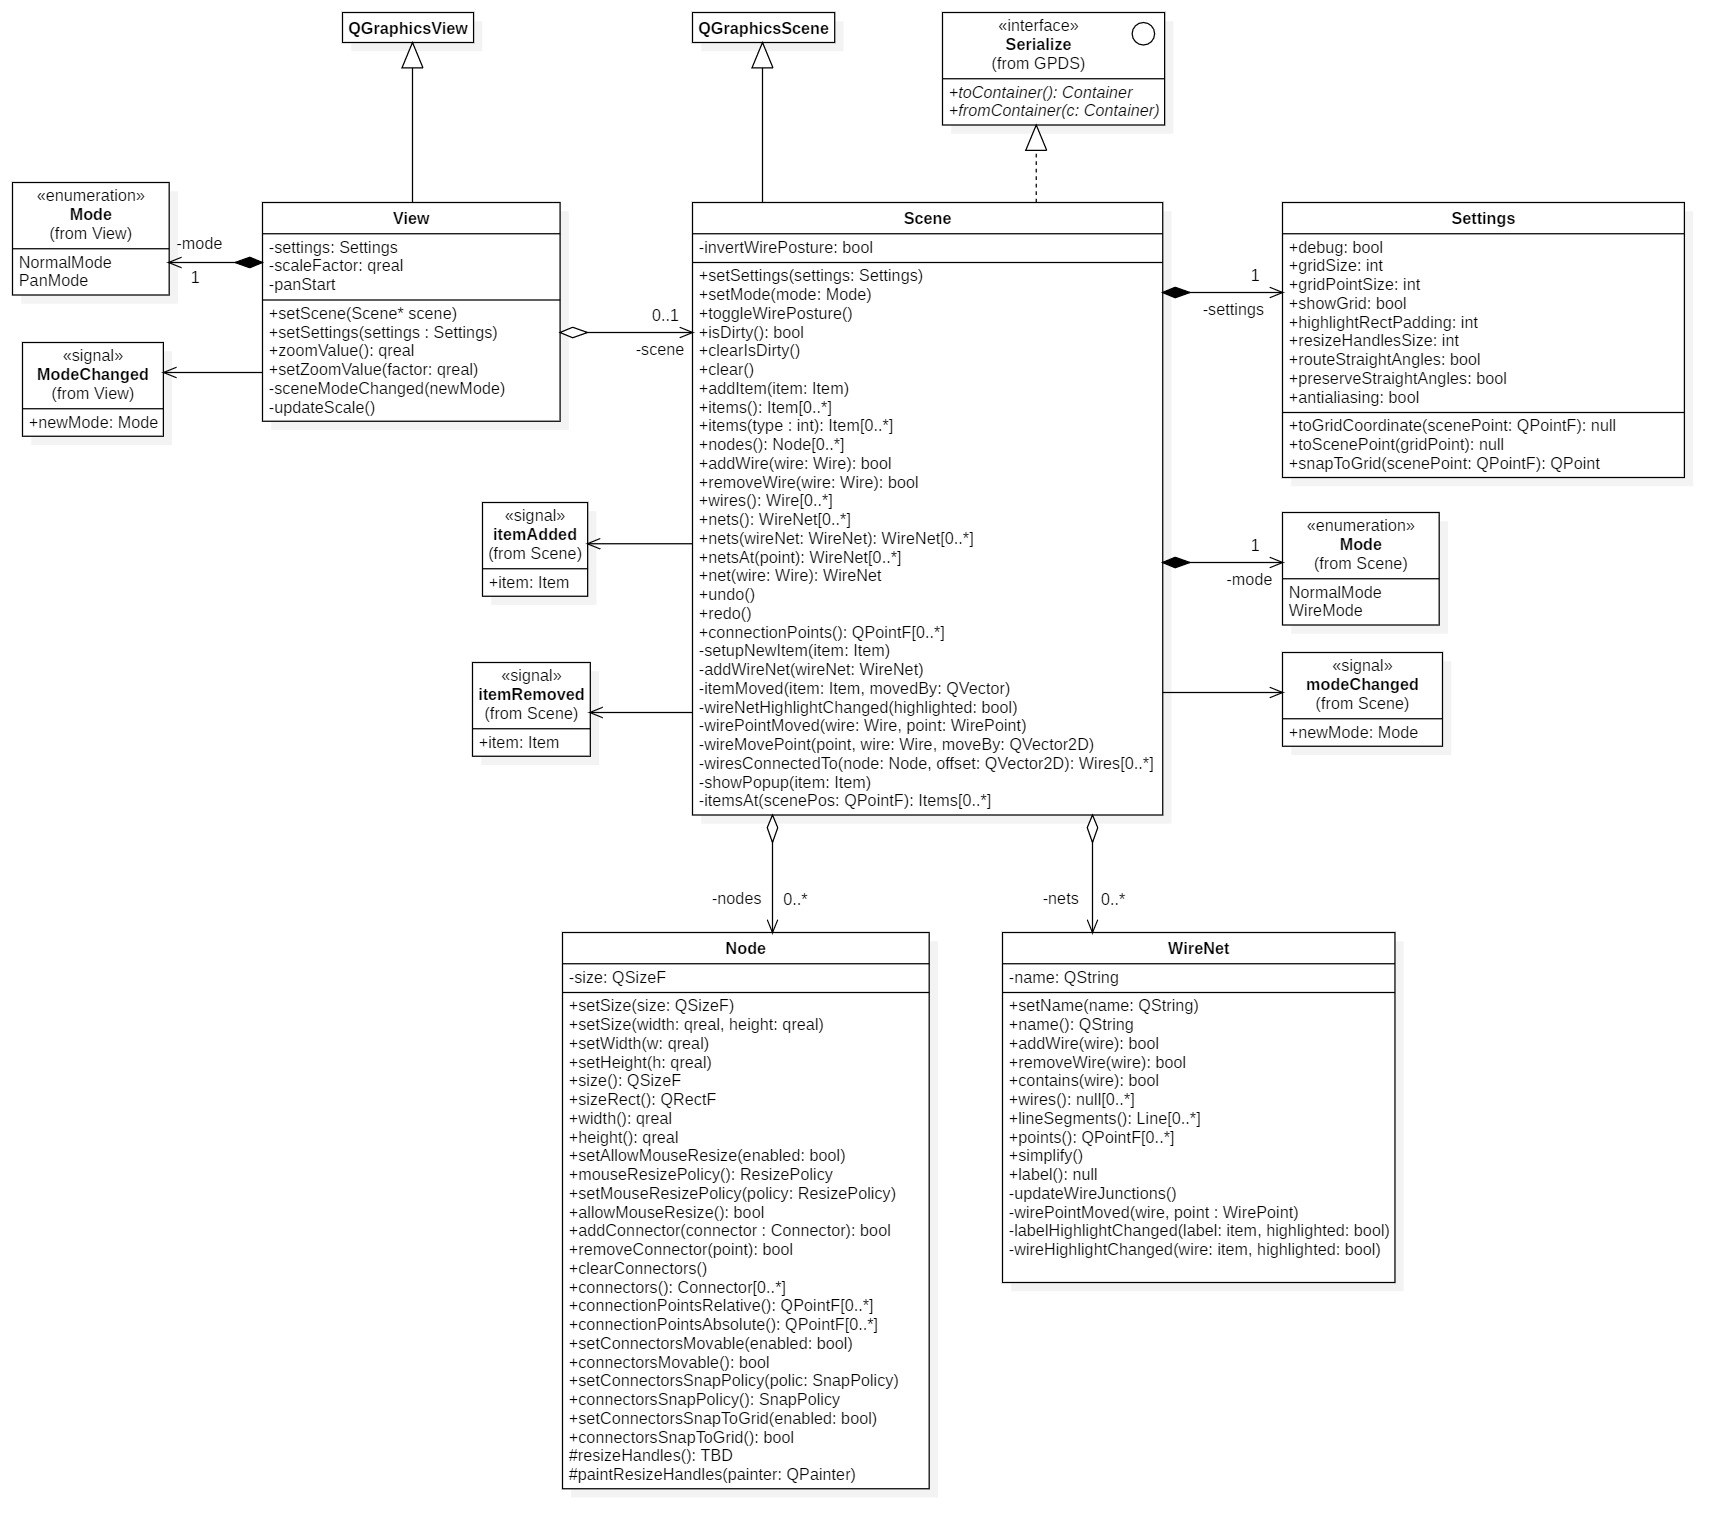 QGraphicsView
QGraphicsScene
«interface»
Serialize
(from GPDS)
+toContainer(): Container
+fromContainer(c: Container)
«enumeration»
Mode
(from View)
NormalMode
PanMode
-mode
1
«signal»
ModeChanged
(from View)
+newMode: Mode
View
-settings: Settings
-scaleFactor: qreal
-panStart
+setScene(Scene* scene)
+setSettings(settings : Settings)
+zoomValue(): qreal
+setZoomValue(factor: qreal)
-sceneModeChanged(newMode)
-updateScale()
0..1
-scene
Scene
-invertWirePosture: bool
+setSettings(settings: Settings)
+setMode(mode: Mode)
+toggleWirePosture()
+isDirty(): bool
+clearIsDirty()
+clear()
+addItem(item: Item)
+items(): Item[0..*]
+items(type : int): Item[0..*]
+nodes(): Node[0..*]
+addWire(wire: Wire): bool
+removeWire(wire: Wire): bool
+wires(): Wire[0..*]
+nets(): WireNet[0..*]
+nets(wireNet: WireNet): WireNet[0..*]
+netsAt(point): WireNet[0..*]
+net(wire: Wire): WireNet
+undo()
+redo()
+connectionPoints(): QPointF[0..*]
-setupNewItem(item: Item)
-addWireNet(wireNet: WireNet)
-itemMoved(item: Item, movedBy: QVector)
-wireNetHighlightChanged(highlighted: bool)
-wirePointMoved(wire: Wire, point: WirePoint)
-wireMovePoint(point, wire: Wire, moveBy: QVector2D)
-wiresConnectedTo(node: Node, offset: QVector2D): Wires[0..*]
-showPopup(item: Item)
-itemsAt(scenePos: QPointF): Items[0..*]
1
-settings
Settings
+debug: bool
+gridSize: int
+gridPointSize: int
+showGrid: bool
+highlightRectPadding: int
+resizeHandlesSize: int
+routeStraightAngles: bool
+preserveStraightAngles: bool
+antialiasing: bool
+toGridCoordinate(scenePoint: QPointF): null
+toScenePoint(gridPoint): null
+snapToGrid(scenePoint: QPointF): QPoint
«signal»
itemAdded
(from Scene)
+item: Item
«signal»
itemRemoved
(from Scene)
+item: Item
1
-mode
«enumeration»
Mode
(from Scene)
NormalMode
WireMode
«signal»
modeChanged
(from Scene)
+newMode: Mode
-nodes
0..*
-nets
0..*
Node
-size: QSizeF
+setSize(size: QSizeF)
+setSize(width: qreal, height: qreal)
+setWidth(w: qreal)
+setHeight(h: qreal)
+size(): QSizeF
+sizeRect(): QRectF
+width(): qreal
+height(): qreal
+setAllowMouseResize(enabled: bool)
+mouseResizePolicy(): ResizePolicy
+setMouseResizePolicy(policy: ResizePolicy)
+allowMouseResize(): bool
+addConnector(connector : Connector): bool
+removeConnector(point): bool
+clearConnectors()
+connectors(): Connector[0..*]
+connectionPointsRelative(): QPointF[0..*]
+connectionPointsAbsolute(): QPointF[0..*]
+setConnectorsMovable(enabled: bool)
+connectorsMovable(): bool
+setConnectorsSnapPolicy(polic: SnapPolicy)
+connectorsSnapPolicy(): SnapPolicy
+setConnectorsSnapToGrid(enabled: bool)
+connectorsSnapToGrid(): bool
#resizeHandles(): TBD
#paintResizeHandles(painter: QPainter)
WireNet
-name: QString
+setName(name: QString)
+name(): QString
+addWire(wire): bool
+removeWire(wire): bool
+contains(wire): bool
+wires(): null[0..*]
+lineSegments(): Line[0..*]
+points(): QPointF[0..*]
+simplify()
+label(): null
-updateWireJunctions()
-wirePointMoved(wire, point : WirePoint)
-labelHighlightChanged(label: item, highlighted: bool)
-wireHighlightChanged(wire: item, highlighted: bool)